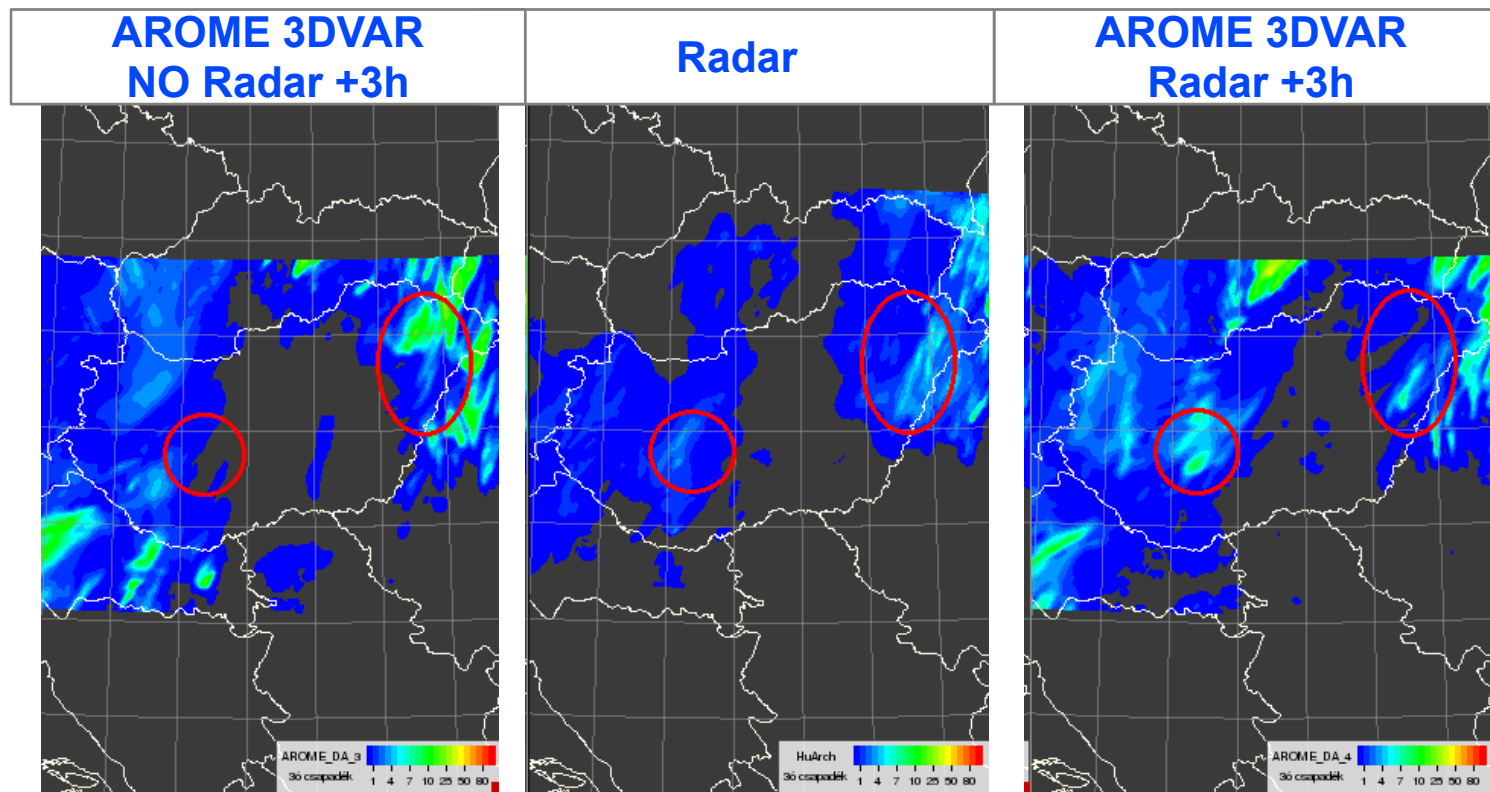 AROME 3DVAR
NO Radar +3h
Radar
AROME 3DVAR
Radar +3h
AROME_DA_3
3ó csapadék
1 4 7 10 25 50 80
HuArch
3ó csapadék
1 4 7 10 25 50 80
AROME_DA_4
3ó csapadék
1 4 7 10 25 50 80